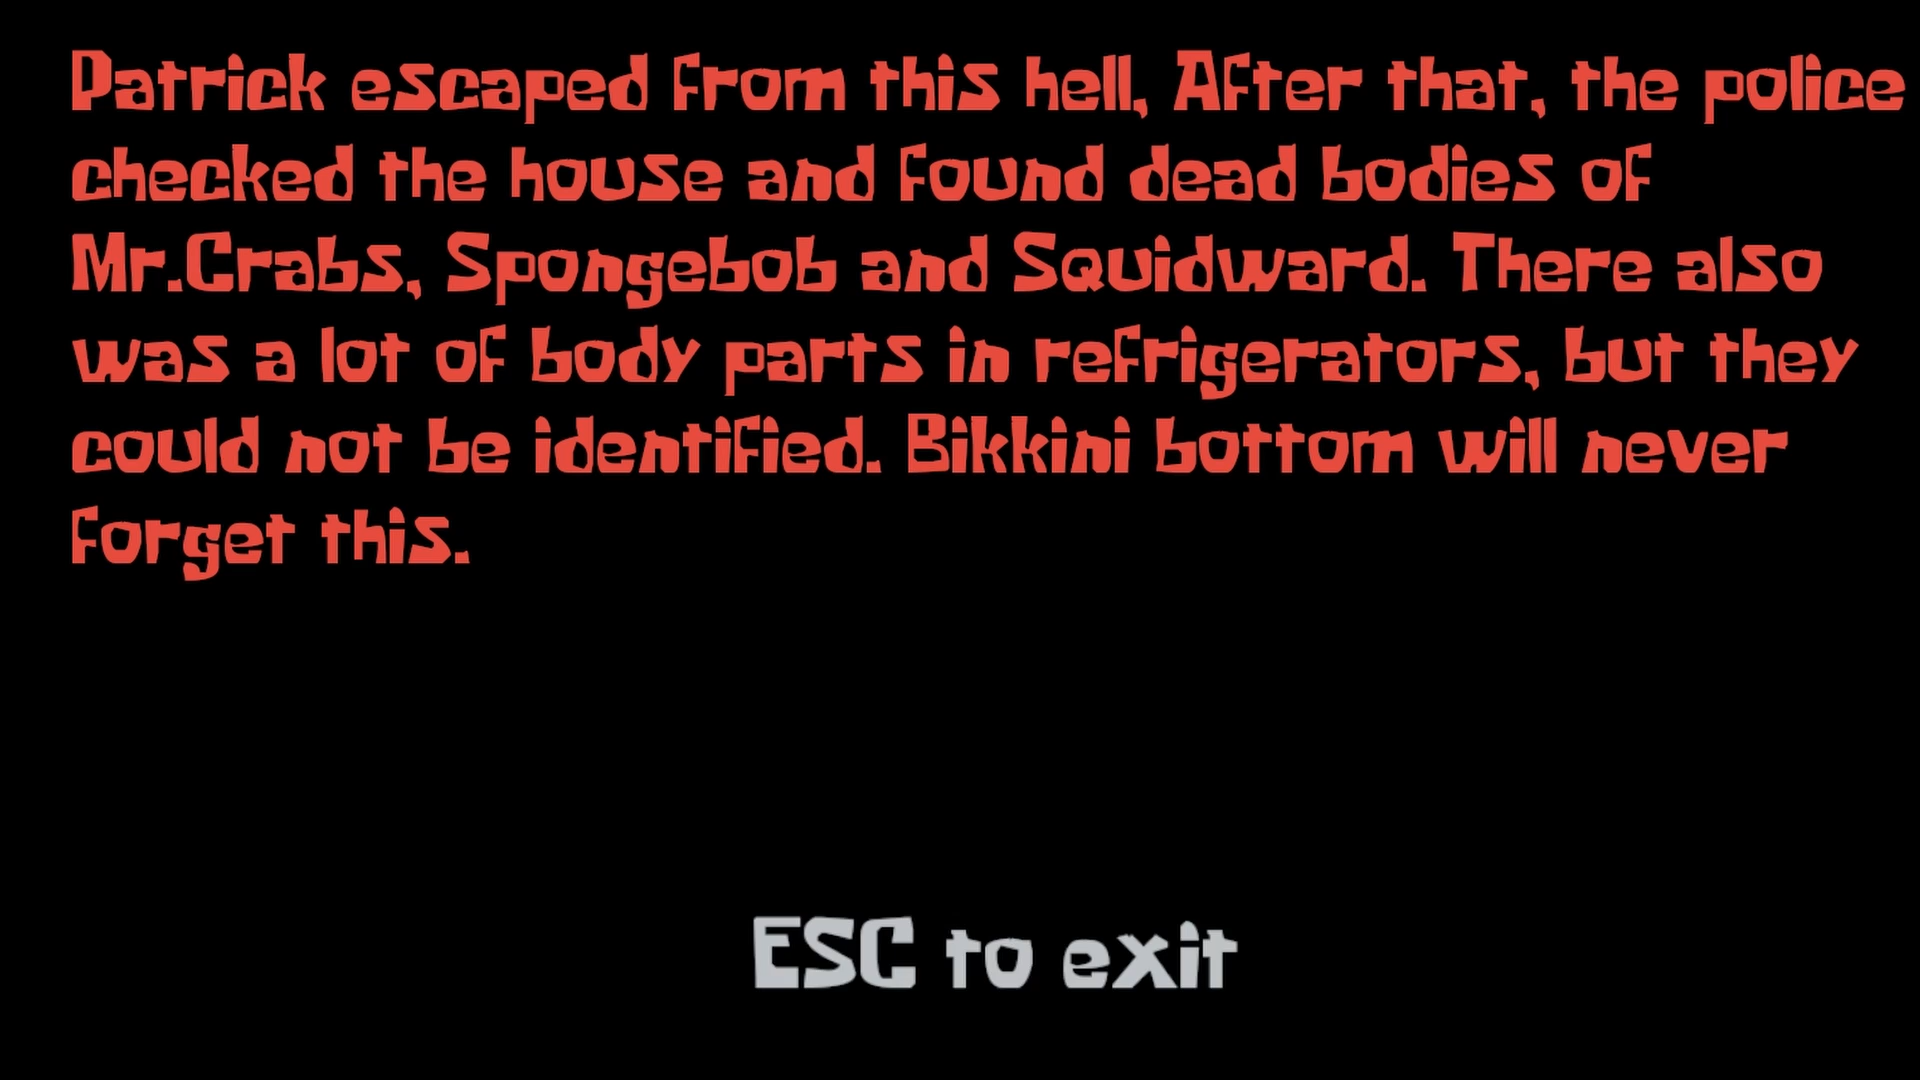 Patrick escaped from this hell, After that, the police
checked the house and found dead bodies of
Mr.Crabs, Spongebob and Squidward. There also
was a lot of body parts in refrigerators, but they
could not be identified. Bikkini bottom will never
forget this.
ESC to exit